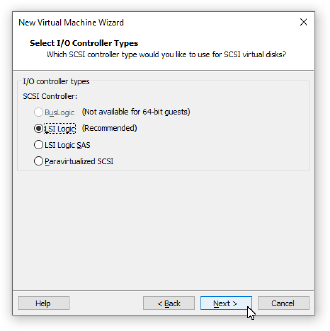 New Virtual Machine Wizard
Select I/O Controller Types
Which SCSI controller type would you like to use for SCSI virtual disks?
I/O controller types
SCSI Controller:
BusLogic (Not available for 64-bit guests)
LSI Logic (Recommended)
LSI Logic SAS
Paravirtualized SCSI
Help < Back Next > Cancel